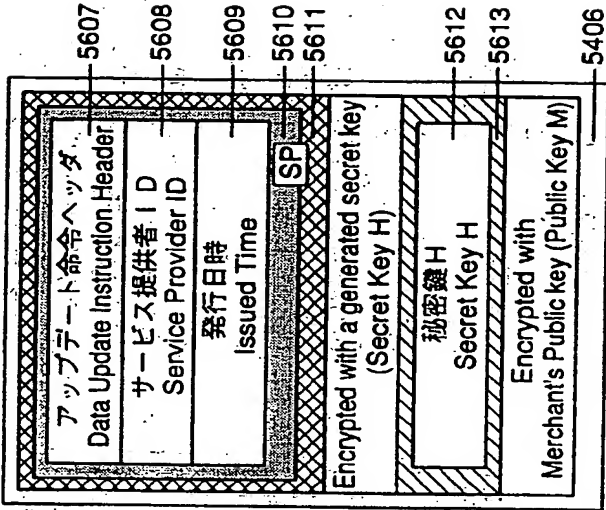 アップデート命令ヘッダ
Data Update Instruction Header
5607
サービス提供者ID
Service Provider ID
5608
発行日時
Issued Time
5609
SP
5610
5611
Encrypted with a generated secret key
(Secret Key H)
秘密鍵H
Secret Key H
5612
5613
Encrypted with
Merchant's Public key (Public Key M)
5406